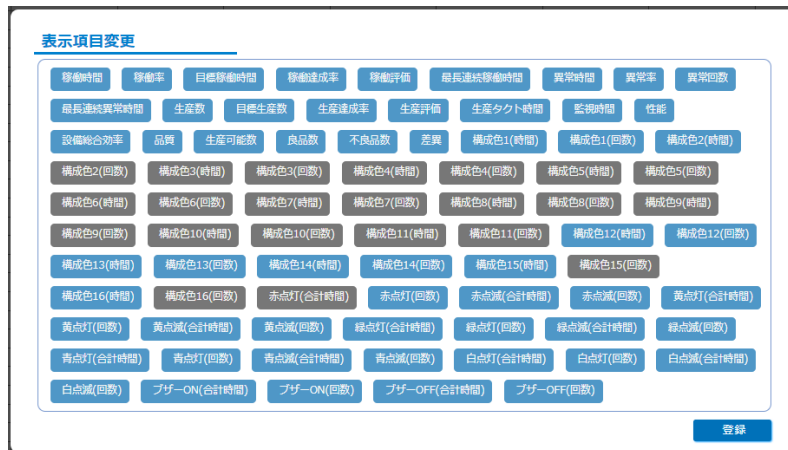 表示項目変更
稼働時間 稼働率 目標稼働時間 稼働達成率 稼働評価 最長連続稼働時間 異常時間 異常率 異常回数
最長連続異常時間 生産数 目標生産数 生産達成率 生産評価 生産タクト時間 監視時間 性能
設備総合効率 品質 生産可能数 良品数 不良品数 差異 構成色1(時間) 構成色1(回数) 構成色2(時間)
構成色2(回数) 構成色3(時間) 構成色3(回数) 構成色4(時間) 構成色4(回数) 構成色5(時間) 構成色5(回数)
構成色6(時間) 構成色6(回数) 構成色7(時間) 構成色7(回数) 構成色8(時間) 構成色8(回数) 構成色9(時間)
構成色9(回数) 構成色10(時間) 構成色10(回数) 構成色11(時間) 構成色11(回数) 構成色12(時間) 構成色12(回数)
構成色13(時間) 構成色13(回数) 構成色14(時間) 構成色14(回数) 構成色15(時間) 構成色15(回数)
構成色16(時間) 構成色16(回数) 赤点灯(合計時間) 赤点灯(回数) 赤点滅(合計時間) 赤点滅(回数) 黄点灯(合計時間)
黄点灯(回数) 黄点滅(合計時間) 黄点滅(回数) 緑点灯(合計時間) 緑点灯(回数) 緑点滅(合計時間) 緑点滅(回数)
青点灯(合計時間) 青点灯(回数) 青点滅(合計時間) 青点滅(回数) 白点灯(合計時間) 白点灯(回数) 白点滅(合計時間)
白点滅(回数) ブザーON(合計時間) ブザーON(回数) ブザーOFF(合計時間) ブザーOFF(回数)
登録